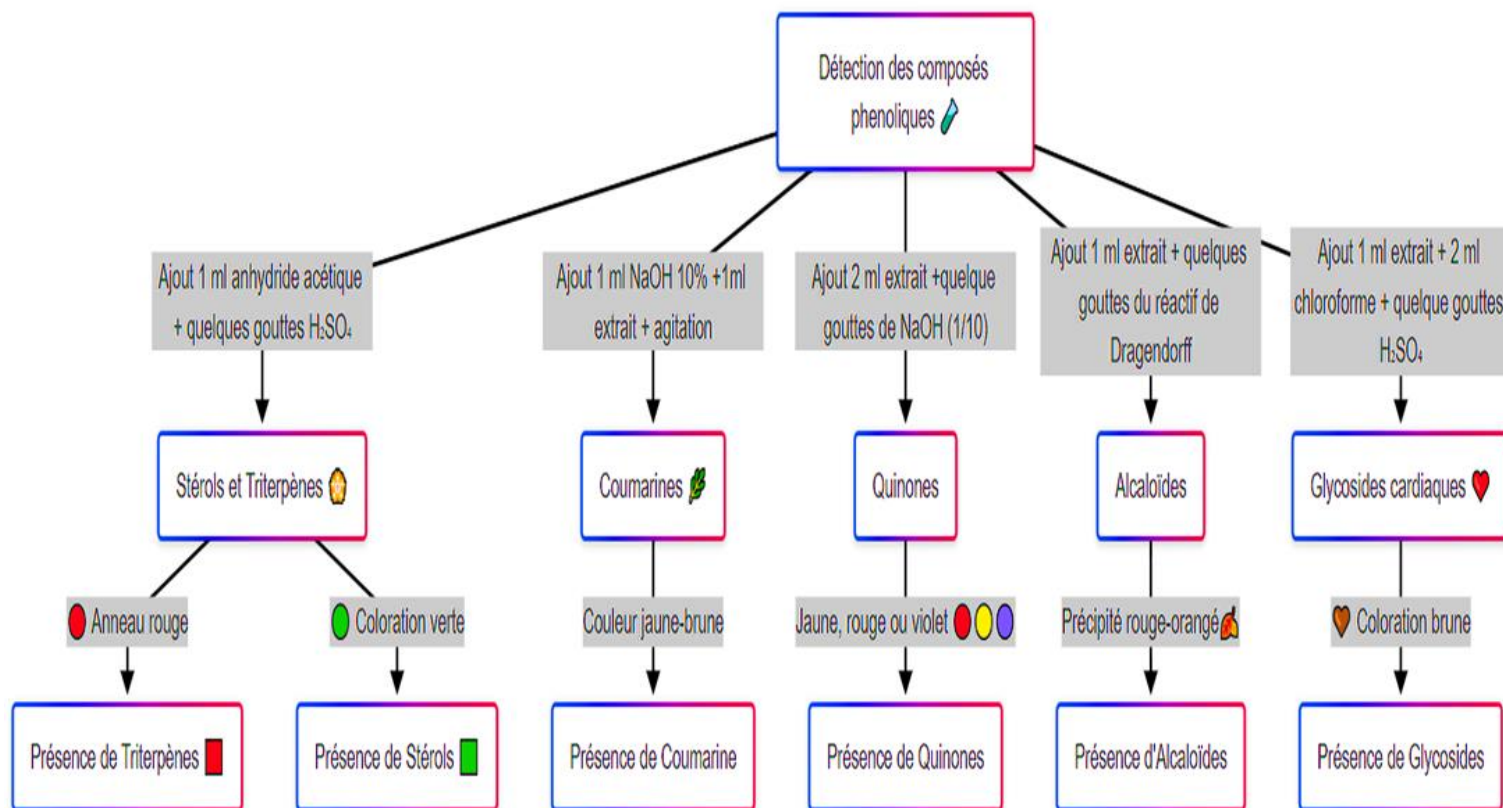 Détection des composés
phenoliques
Ajout 1 ml anhydride acétique
+ quelques gouttes H₂SO₄
Ajout 1 ml NaOH 10% +1ml
extrait + agitation
Ajout 2 ml extrait +quelque
gouttes de NaOH (1/10)
Ajout 1 ml extrait + quelques
gouttes du réactif de
Dragendorff
Ajout 1 ml extrait + 2 ml
chloroforme + quelque gouttes
H₂SO₄
Stérols et Triterpènes
Coumarines
Quinones
Alcaloïdes
Glycosides cardiaques
Anneau rouge
Coloration verte
Couleur jaune-brune
Jaune, rouge ou violet
Précipité rouge-orangé
Coloration brune
Présence de Triterpènes
Présence de Stérols
Présence de Coumarine
Présence de Quinones
Présence d'Alcaloïdes
Présence de Glycosides